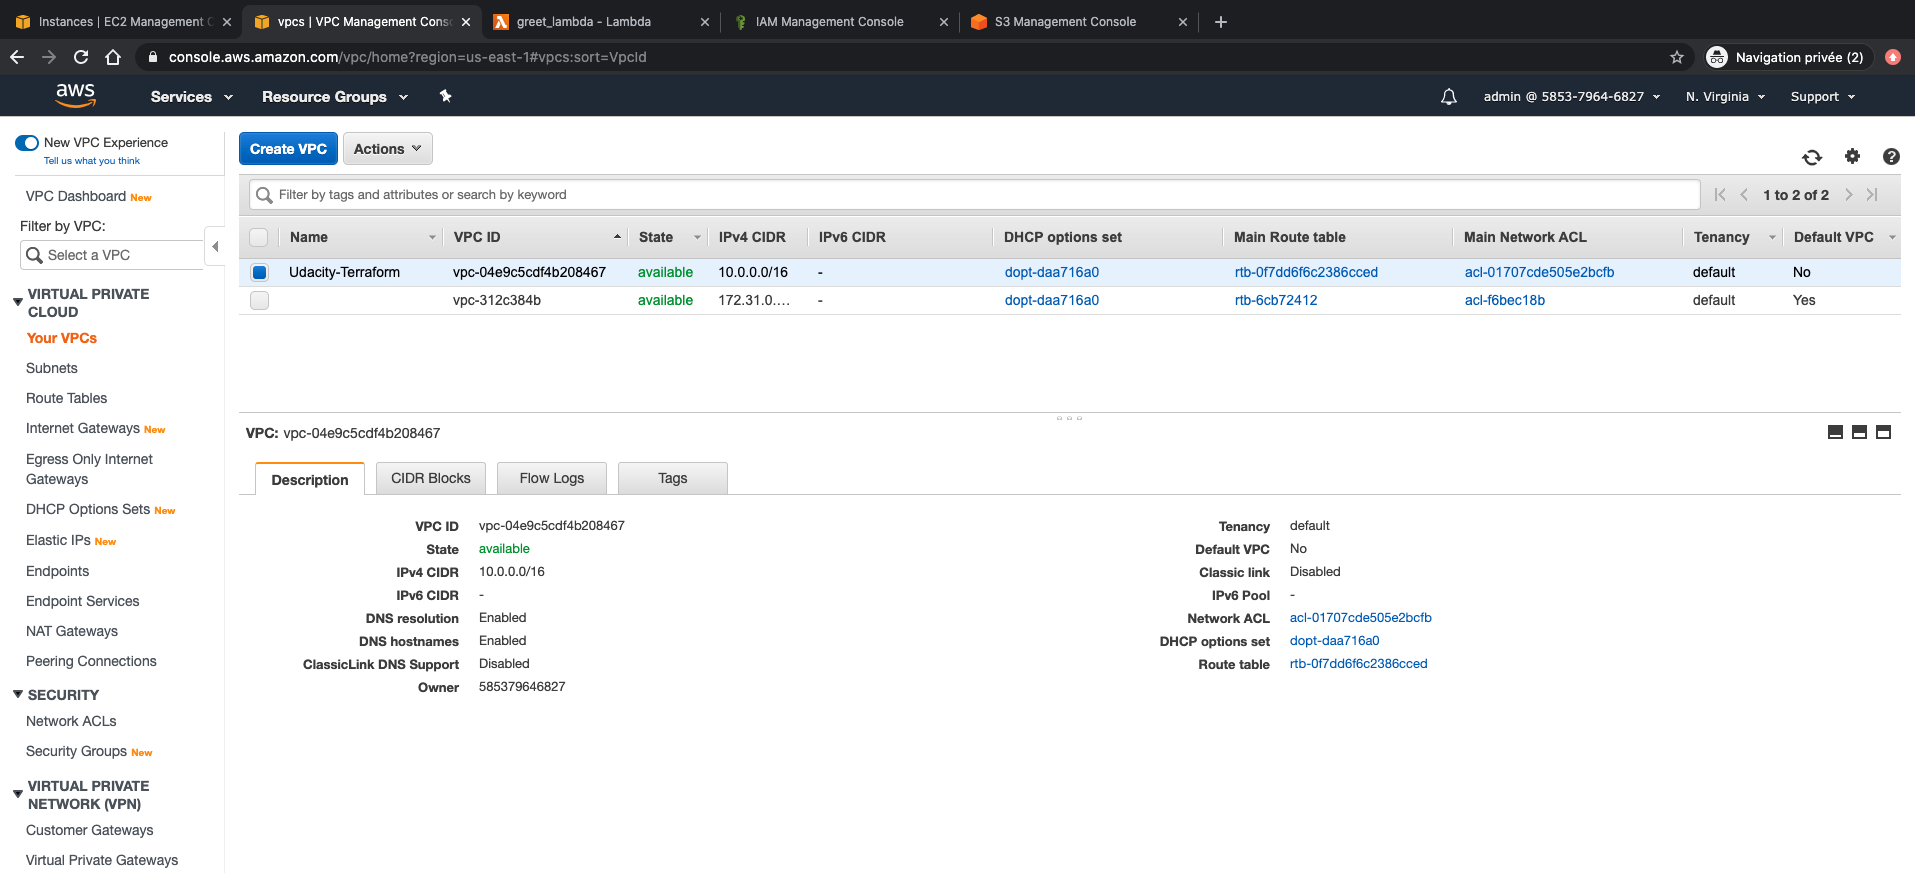 Instances | EC2 Management C
vpcs | VPC Management Conso
greet_lambda - Lambda
IAM Management Console
S3 Management Console
console.aws.amazon.com/vpc/home?region=us-east-1#vpcs:sort=VpcId
Navigation privée (2)
aws
Services
Resource Groups
admin @ 5853-7964-6827
N. Virginia
Support
New VPC Experience
Tell us what you think
VPC Dashboard New
Filter by VPC:
Select a VPC
VIRTUAL PRIVATE
CLOUD
Your VPCs
Subnets
Route Tables
Internet Gateways New
Egress Only Internet
Gateways
DHCP Options Sets New
Elastic IPs New
Endpoints
Endpoint Services
NAT Gateways
Peering Connections
SECURITY
Network ACLs
Security Groups New
VIRTUAL PRIVATE
NETWORK (VPN)
Customer Gateways
Virtual Private Gateways
Create VPC
Actions
Filter by tags and attributes or search by keyword
1 to 2 of 2
Name VPC ID State IPv4 CIDR IPv6 CIDR DHCP options set Main Route table Main Network ACL Tenancy Default VPC
Udacity-Terraform vpc-04e9c5cdf4b208467 available 10.0.0.0/16 - dopt-daa716a0 rtb-0f7dd6f6c2386cced acl-01707cde505e2bcfb default No
vpc-312c384b available 172.31.0.... - dopt-daa716a0 rtb-6cb72412 acl-f6bec18b default Yes
VPC: vpc-04e9c5cdf4b208467
Description
CIDR Blocks
Flow Logs
Tags
VPC ID vpc-04e9c5cdf4b208467
State available
IPv4 CIDR 10.0.0.0/16
IPv6 CIDR -
DNS resolution Enabled
DNS hostnames Enabled
ClassicLink DNS Support Disabled
Owner 585379646827
Tenancy default
Default VPC No
Classic link Disabled
IPv6 Pool -
Network ACL acl-01707cde505e2bcfb
DHCP options set dopt-daa716a0
Route table rtb-0f7dd6f6c2386cced